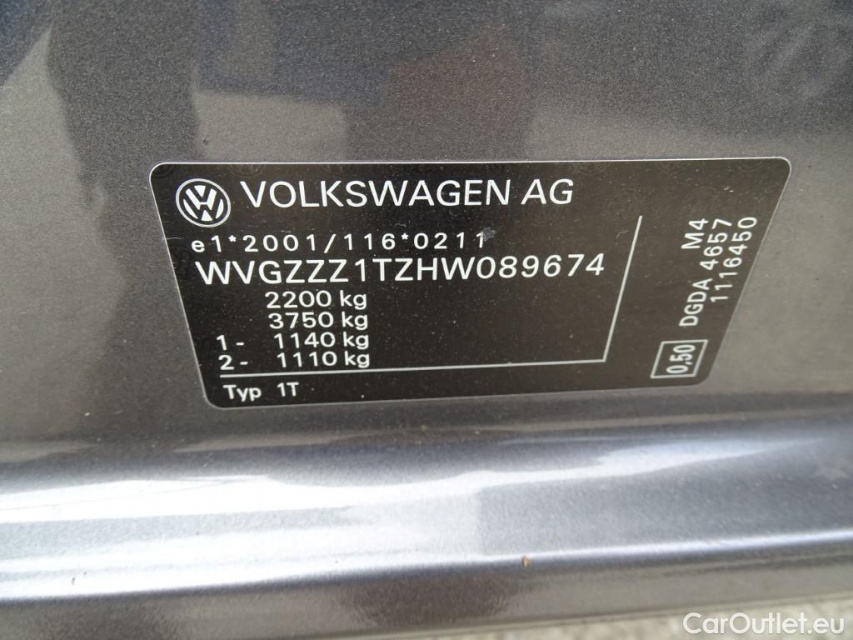 VOLKSWAGEN AG
e1*2001/116*0211
WVGZZZ1TZHW089674
2200 kg
3750 kg
1 - 1140 kg
2 - 1110 kg
Typ 1T
M4
DGDA 4657
1116450
0,50
CarOutlet.eu